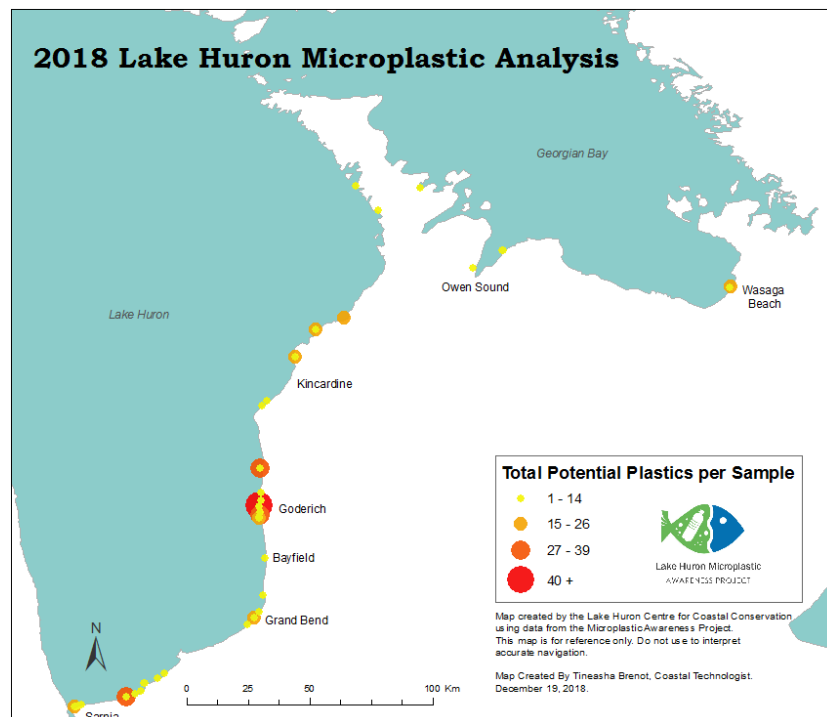 2018 Lake Huron Microplastic Analysis
Georgian Bay
Lake Huron
Owen Sound
Wasaga
Beach
Kincardine
Goderich
Bayfield
Grand Bend
Sarnia
N
0 25 50 100 Km
Total Potential Plastics per Sample
1 - 14
15 - 26
27 - 39
40 +
Lake Huron Microplastic
AWARENESS PROJECT
Map created by the Lake Huron Centre for Coastal Conservation
using data from the Microplastic Awareness Project.
This map is for reference only. Do not use to interpret
accurate navigation.
Map Created By Tineasha Brenot, Coastal Technologist.
December 19, 2018.